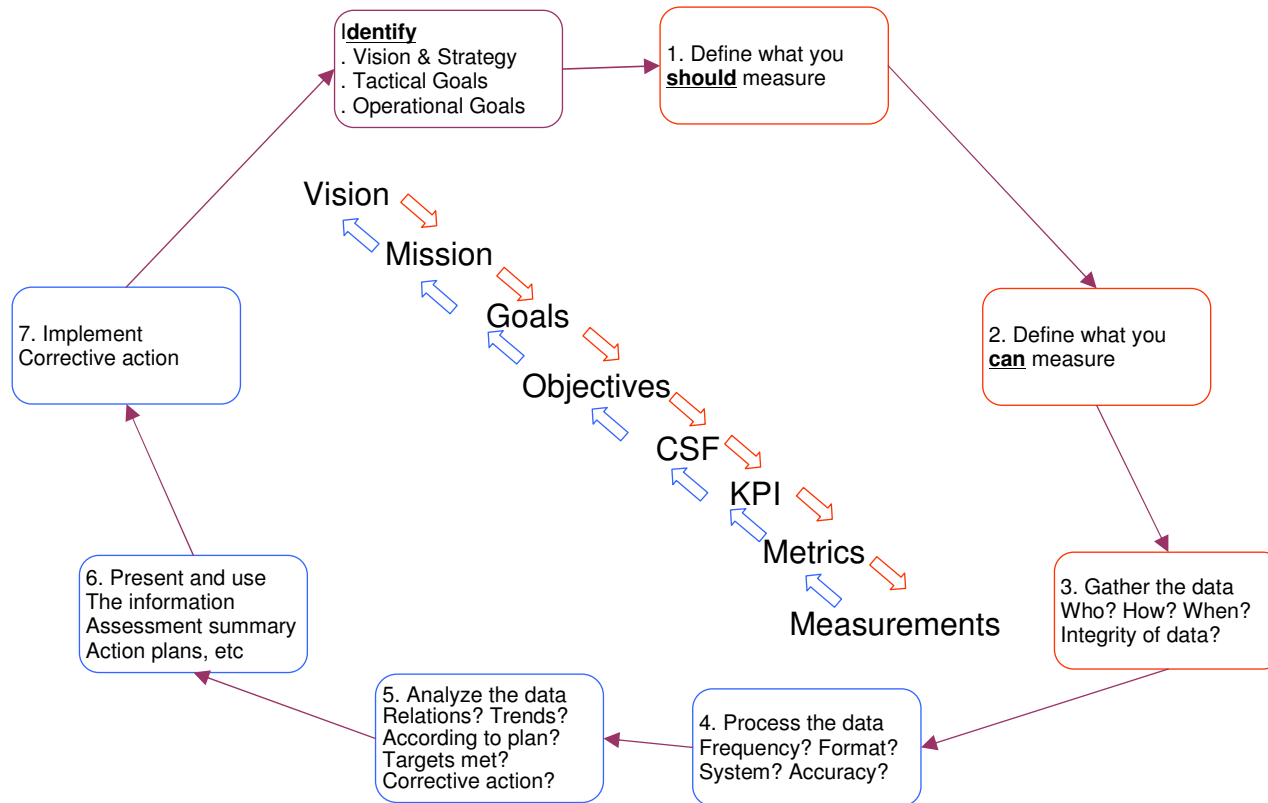 Identify
. Vision & Strategy
. Tactical Goals
. Operational Goals
1. Define what you
should measure
2. Define what you
can measure
3. Gather the data
Who? How? When?
Integrity of data?
4. Process the data
Frequency? Format?
System? Accuracy?
5. Analyze the data
Relations? Trends?
According to plan?
Targets met?
Corrective action?
6. Present and use
The information
Assessment summary
Action plans, etc
7. Implement
Corrective action
Vision
Mission
Goals
Objectives
CSF
KPI
Metrics
Measurements